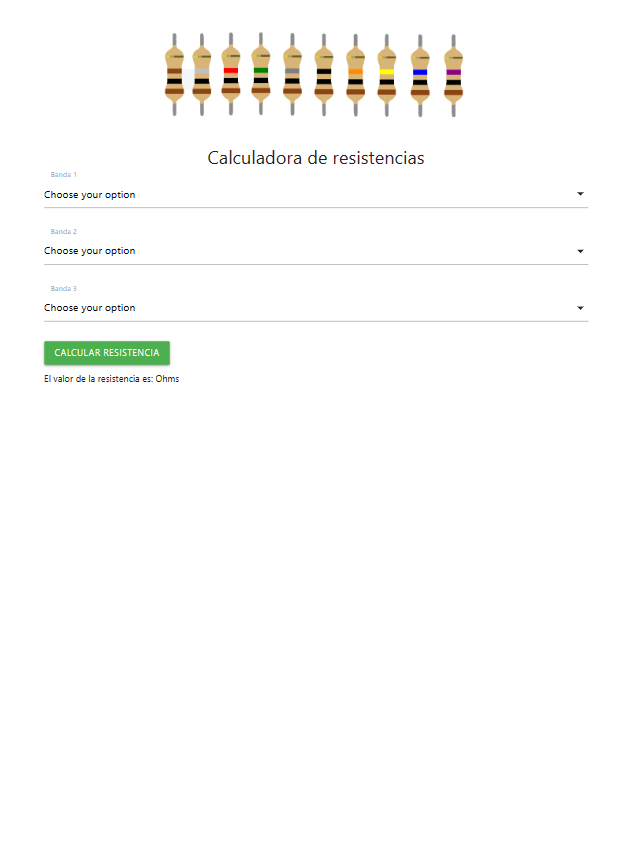 Calculadora de resistencias
Banda 1
Choose your option
Banda 2
Choose your option
Banda 3
Choose your option
CALCULAR RESISTENCIA
El valor de la resistencia es: Ohms